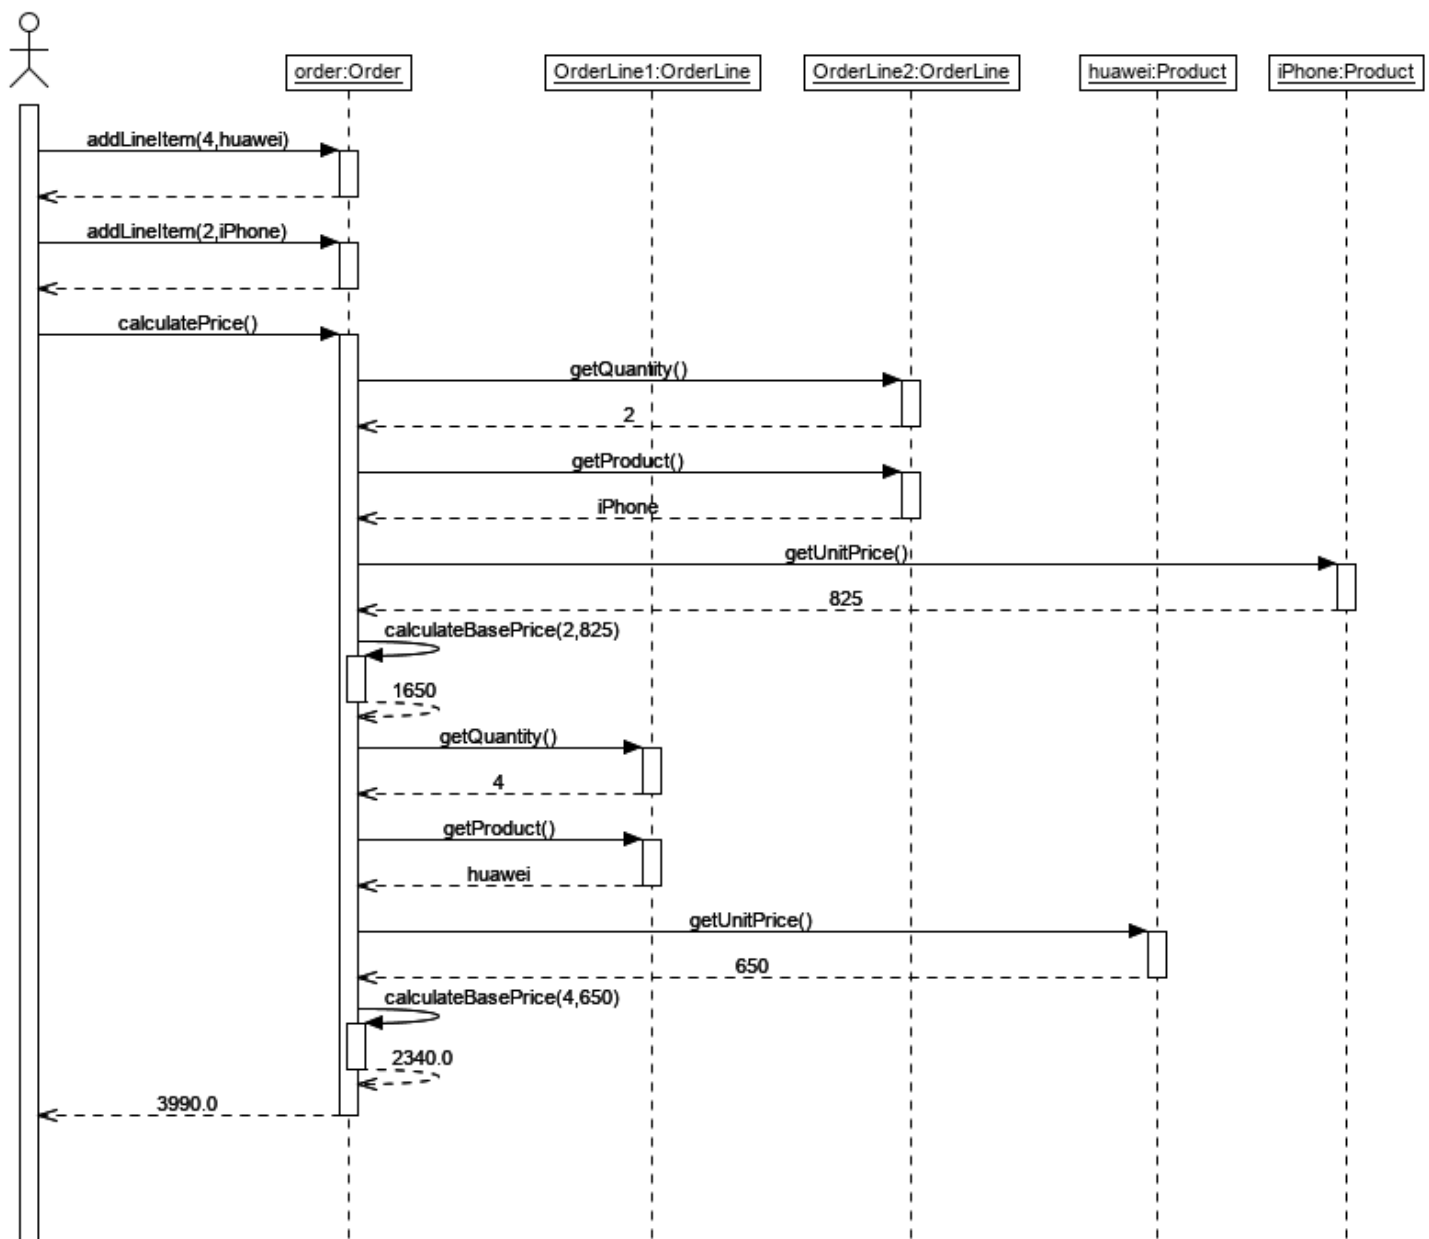 order:Order
OrderLine1:OrderLine
OrderLine2:OrderLine
huawei:Product
iPhone:Product
addLineItem(4,huawei)
addLineItem(2,iPhone)
calculatePrice()
getQuantity()
2
getProduct()
iPhone
getUnitPrice()
825
calculateBasePrice(2,825)
1650
getQuantity()
4
getProduct()
huawei
getUnitPrice()
650
calculateBasePrice(4,650)
2340.0
3990.0